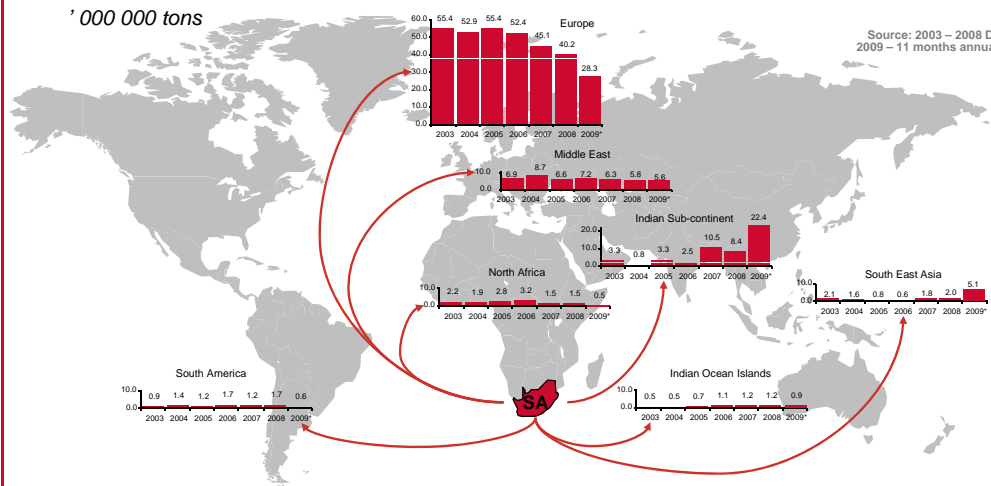 ' 000 000 tons
Source: 2003 – 2008 D
2009 – 11 months annua
Europe
60.0
50.0
40.0
30.0
20.0
10.0
0.0
55.4 52.9 55.4 52.4 45.1 40.2 28.3
2003 2004 2005 2006 2007 2008 2009*
Middle East
10.0
0.0
6.9 8.7 6.6 7.2 6.3 5.8 5.6
2003 2004 2005 2006 2007 2008 2009*
Indian Sub-continent
20.0
10.0
0.0
3.3 0.8 3.3 2.5 10.5 8.4 22.4
2003 2004 2005 2006 2007 2008 2009*
North Africa
10.0
0.0
2.2 1.9 2.8 3.2 1.5 1.5 0.5
2003 2004 2005 2006 2007 2008 2009*
South East Asia
10.0
0.0
2.1 1.6 0.8 0.6 1.8 2.0 5.1
2003 2004 2005 2006 2007 2008 2009*
South America
10.0
0.0
0.9 1.4 1.2 1.7 1.2 1.7 0.6
2003 2004 2005 2006 2007 2008 2009*
SA
Indian Ocean Islands
10.0
0.0
0.5 0.5 0.7 1.1 1.2 1.2 0.9
2003 2004 2005 2006 2007 2008 2009*